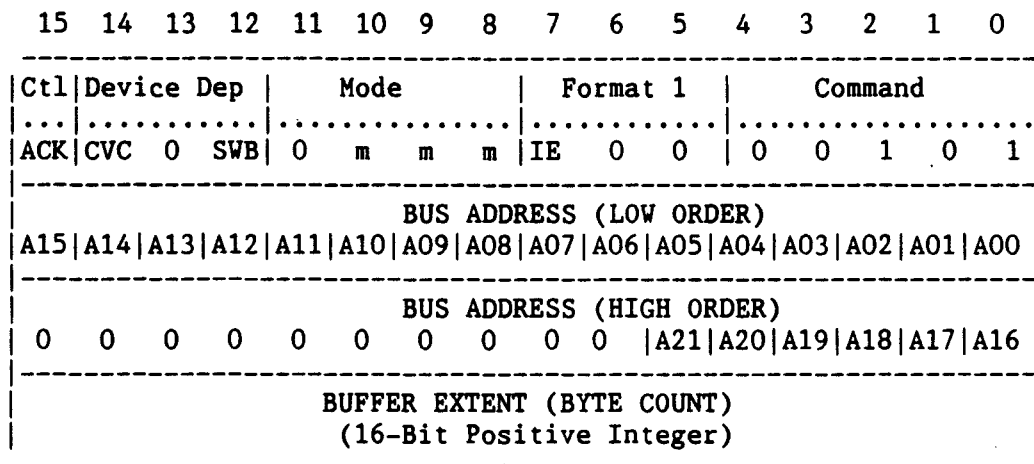 15 14 13 12 11 10 9 8 7 6 5 4 3 2 1 0
|Ctl|Device Dep | Mode | Format 1 | Command
|...|...........|...............|............|....................
|ACK|CVC 0 SWB| 0 m m m |IE 0 0 | 0 0 1 0 1
BUS ADDRESS (LOW ORDER)
|A15|A14|A13|A12|A11|A10|A09|A08|A07|A06|A05|A04|A03|A02|A01|A00
BUS ADDRESS (HIGH ORDER)
0 0 0 0 0 0 0 0 0 0 |A21|A20|A19|A18|A17|A16
BUFFER EXTENT (BYTE COUNT)
(16-Bit Positive Integer)